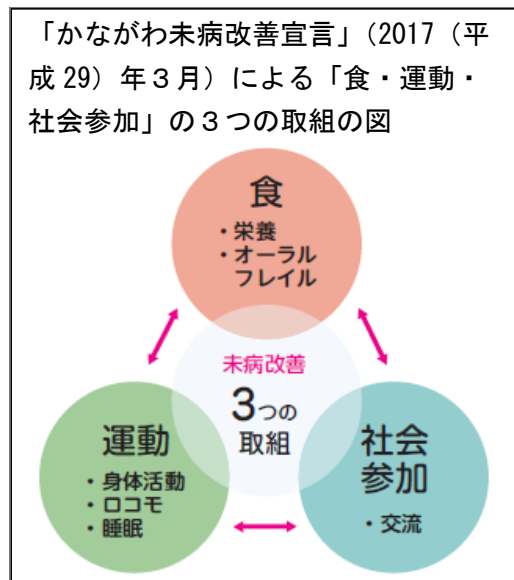 「かながわ未病改善宣言」(2017(平
成 29)年3月)による「食・運動・
社会参加」の3つの取組の図
食
・栄養
・オーラル
フレイル
未病改善
3つの
取組
運動
・身体活動
・ロコモ
・睡眠
社会
参加
・交流